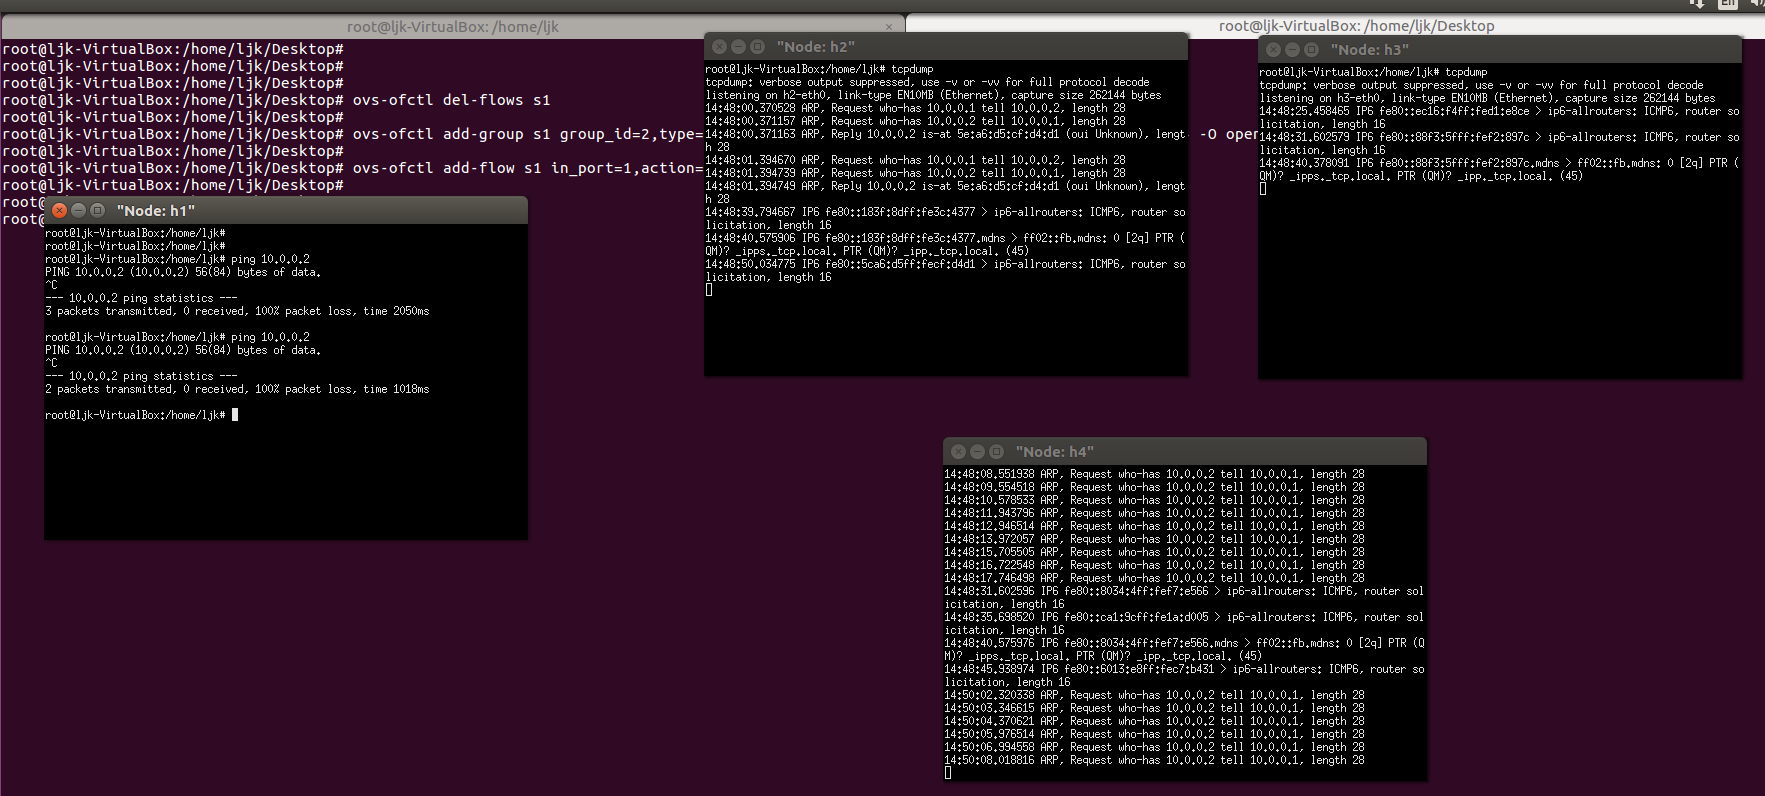 En
root@ljk-VirtualBox: /home/ljk
×
root@ljk-VirtualBox: /home/ljk/Desktop
root@ljk-VirtualBox:/home/ljk/Desktop#
root@ljk-VirtualBox:/home/ljk/Desktop#
root@ljk-VirtualBox:/home/ljk/Desktop#
root@ljk-VirtualBox:/home/ljk/Desktop# ovs-ofctl del-flows s1
root@ljk-VirtualBox:/home/ljk/Desktop#
root@ljk-VirtualBox:/home/ljk/Desktop# ovs-ofctl add-group s1 group_id=2,type= -O oper
root@ljk-VirtualBox:/home/ljk/Desktop#
root@ljk-VirtualBox:/home/ljk/Desktop# ovs-ofctl add-flow s1 in_port=1,action=
root@ljk-VirtualBox:/home/ljk/Desktop#
root@
root@
"Node: h1"
root@ljk-VirtualBox:/home/ljk#
root@ljk-VirtualBox:/home/ljk#
root@ljk-VirtualBox:/home/ljk# ping 10.0.0.2
PING 10.0.0.2 (10.0.0.2) 56(84) bytes of data.
^C
--- 10.0.0.2 ping statistics ---
3 packets transmitted, 0 received, 100% packet loss, time 2050ms
root@ljk-VirtualBox:/home/ljk# ping 10.0.0.2
PING 10.0.0.2 (10.0.0.2) 56(84) bytes of data.
^C
--- 10.0.0.2 ping statistics ---
2 packets transmitted, 0 received, 100% packet loss, time 1018ms
root@ljk-VirtualBox:/home/ljk#
"Node: h2"
root@ljk-VirtualBox:/home/ljk# tcpdump
tcpdump: verbose output suppressed, use -v or -vv for full protocol decode
listening on h2-eth0, link-type EN10MB (Ethernet), capture size 262144 bytes
14:48:00.370528 ARP, Request who-has 10.0.0.1 tell 10.0.0.2, length 28
14:48:00.371157 ARP, Request who-has 10.0.0.2 tell 10.0.0.1, length 28
14:48:00.371163 ARP, Reply 10.0.0.2 is-at 5e:a6:d5:cf:d4:d1 (oui Unknown), lengt
h 28
14:48:01.394670 ARP, Request who-has 10.0.0.1 tell 10.0.0.2, length 28
14:48:01.394739 ARP, Request who-has 10.0.0.2 tell 10.0.0.1, length 28
14:48:01.394749 ARP, Reply 10.0.0.2 is-at 5e:a6:d5:cf:d4:d1 (oui Unknown), lengt
h 28
14:48:39.794667 IP6 fe80::183f:8dff:fe3c:4377 > ip6-allrouters: ICMP6, router so
licitation, length 16
14:48:40.575906 IP6 fe80::183f:8dff:fe3c:4377.mdns > ff02::fb.mdns: 0 [2q] PTR (
QM)? _ipps._tcp.local. PTR (QM)? _ipp._tcp.local. (45)
14:48:50.034775 IP6 fe80::5ca6:d5ff:fecf:d4d1 > ip6-allrouters: ICMP6, router so
licitation, length 16
"Node: h3"
root@ljk-VirtualBox:/home/ljk# tcpdump
tcpdump: verbose output suppressed, use -v or -vv for full protocol decode
listening on h3-eth0, link-type EN10MB (Ethernet), capture size 262144 bytes
14:48:25.458465 IP6 fe80::ec16:f4ff:fed1:e8ce > ip6-allrouters: ICMP6, router so
licitation, length 16
14:48:31.602579 IP6 fe80::88f3:5fff:fef2:897c > ip6-allrouters: ICMP6, router so
licitation, length 16
14:48:40.378091 IP6 fe80::88f3:5fff:fef2:897c.mdns > ff02::fb.mdns: 0 [2q] PTR (
QM)? _ipps._tcp.local. PTR (QM)? _ipp._tcp.local. (45)
"Node: h4"
14:48:08.551938 ARP, Request who-has 10.0.0.2 tell 10.0.0.1, length 28
14:48:09.554518 ARP, Request who-has 10.0.0.2 tell 10.0.0.1, length 28
14:48:10.578533 ARP, Request who-has 10.0.0.2 tell 10.0.0.1, length 28
14:48:11.943796 ARP, Request who-has 10.0.0.2 tell 10.0.0.1, length 28
14:48:12.946514 ARP, Request who-has 10.0.0.2 tell 10.0.0.1, length 28
14:48:13.972057 ARP, Request who-has 10.0.0.2 tell 10.0.0.1, length 28
14:48:15.705505 ARP, Request who-has 10.0.0.2 tell 10.0.0.1, length 28
14:48:16.722548 ARP, Request who-has 10.0.0.2 tell 10.0.0.1, length 28
14:48:17.746498 ARP, Request who-has 10.0.0.2 tell 10.0.0.1, length 28
14:48:31.602596 IP6 fe80::8034:4ff:fef7:e566 > ip6-allrouters: ICMP6, router sol
icitation, length 16
14:48:35.698520 IP6 fe80::ca1:9cff:fe1a:d005 > ip6-allrouters: ICMP6, router sol
icitation, length 16
14:48:40.575976 IP6 fe80::8034:4ff:fef7:e566.mdns > ff02::fb.mdns: 0 [2q] PTR (Q
M)? _ipps._tcp.local. PTR (QM)? _ipp._tcp.local. (45)
14:48:45.938974 IP6 fe80::6013:e8ff:fec7:b431 > ip6-allrouters: ICMP6, router so
licitation, length 16
14:50:02.320338 ARP, Request who-has 10.0.0.2 tell 10.0.0.1, length 28
14:50:03.346615 ARP, Request who-has 10.0.0.2 tell 10.0.0.1, length 28
14:50:04.370621 ARP, Request who-has 10.0.0.2 tell 10.0.0.1, length 28
14:50:05.976514 ARP, Request who-has 10.0.0.2 tell 10.0.0.1, length 28
14:50:06.994558 ARP, Request who-has 10.0.0.2 tell 10.0.0.1, length 28
14:50:08.018816 ARP, Request who-has 10.0.0.2 tell 10.0.0.1, length 28